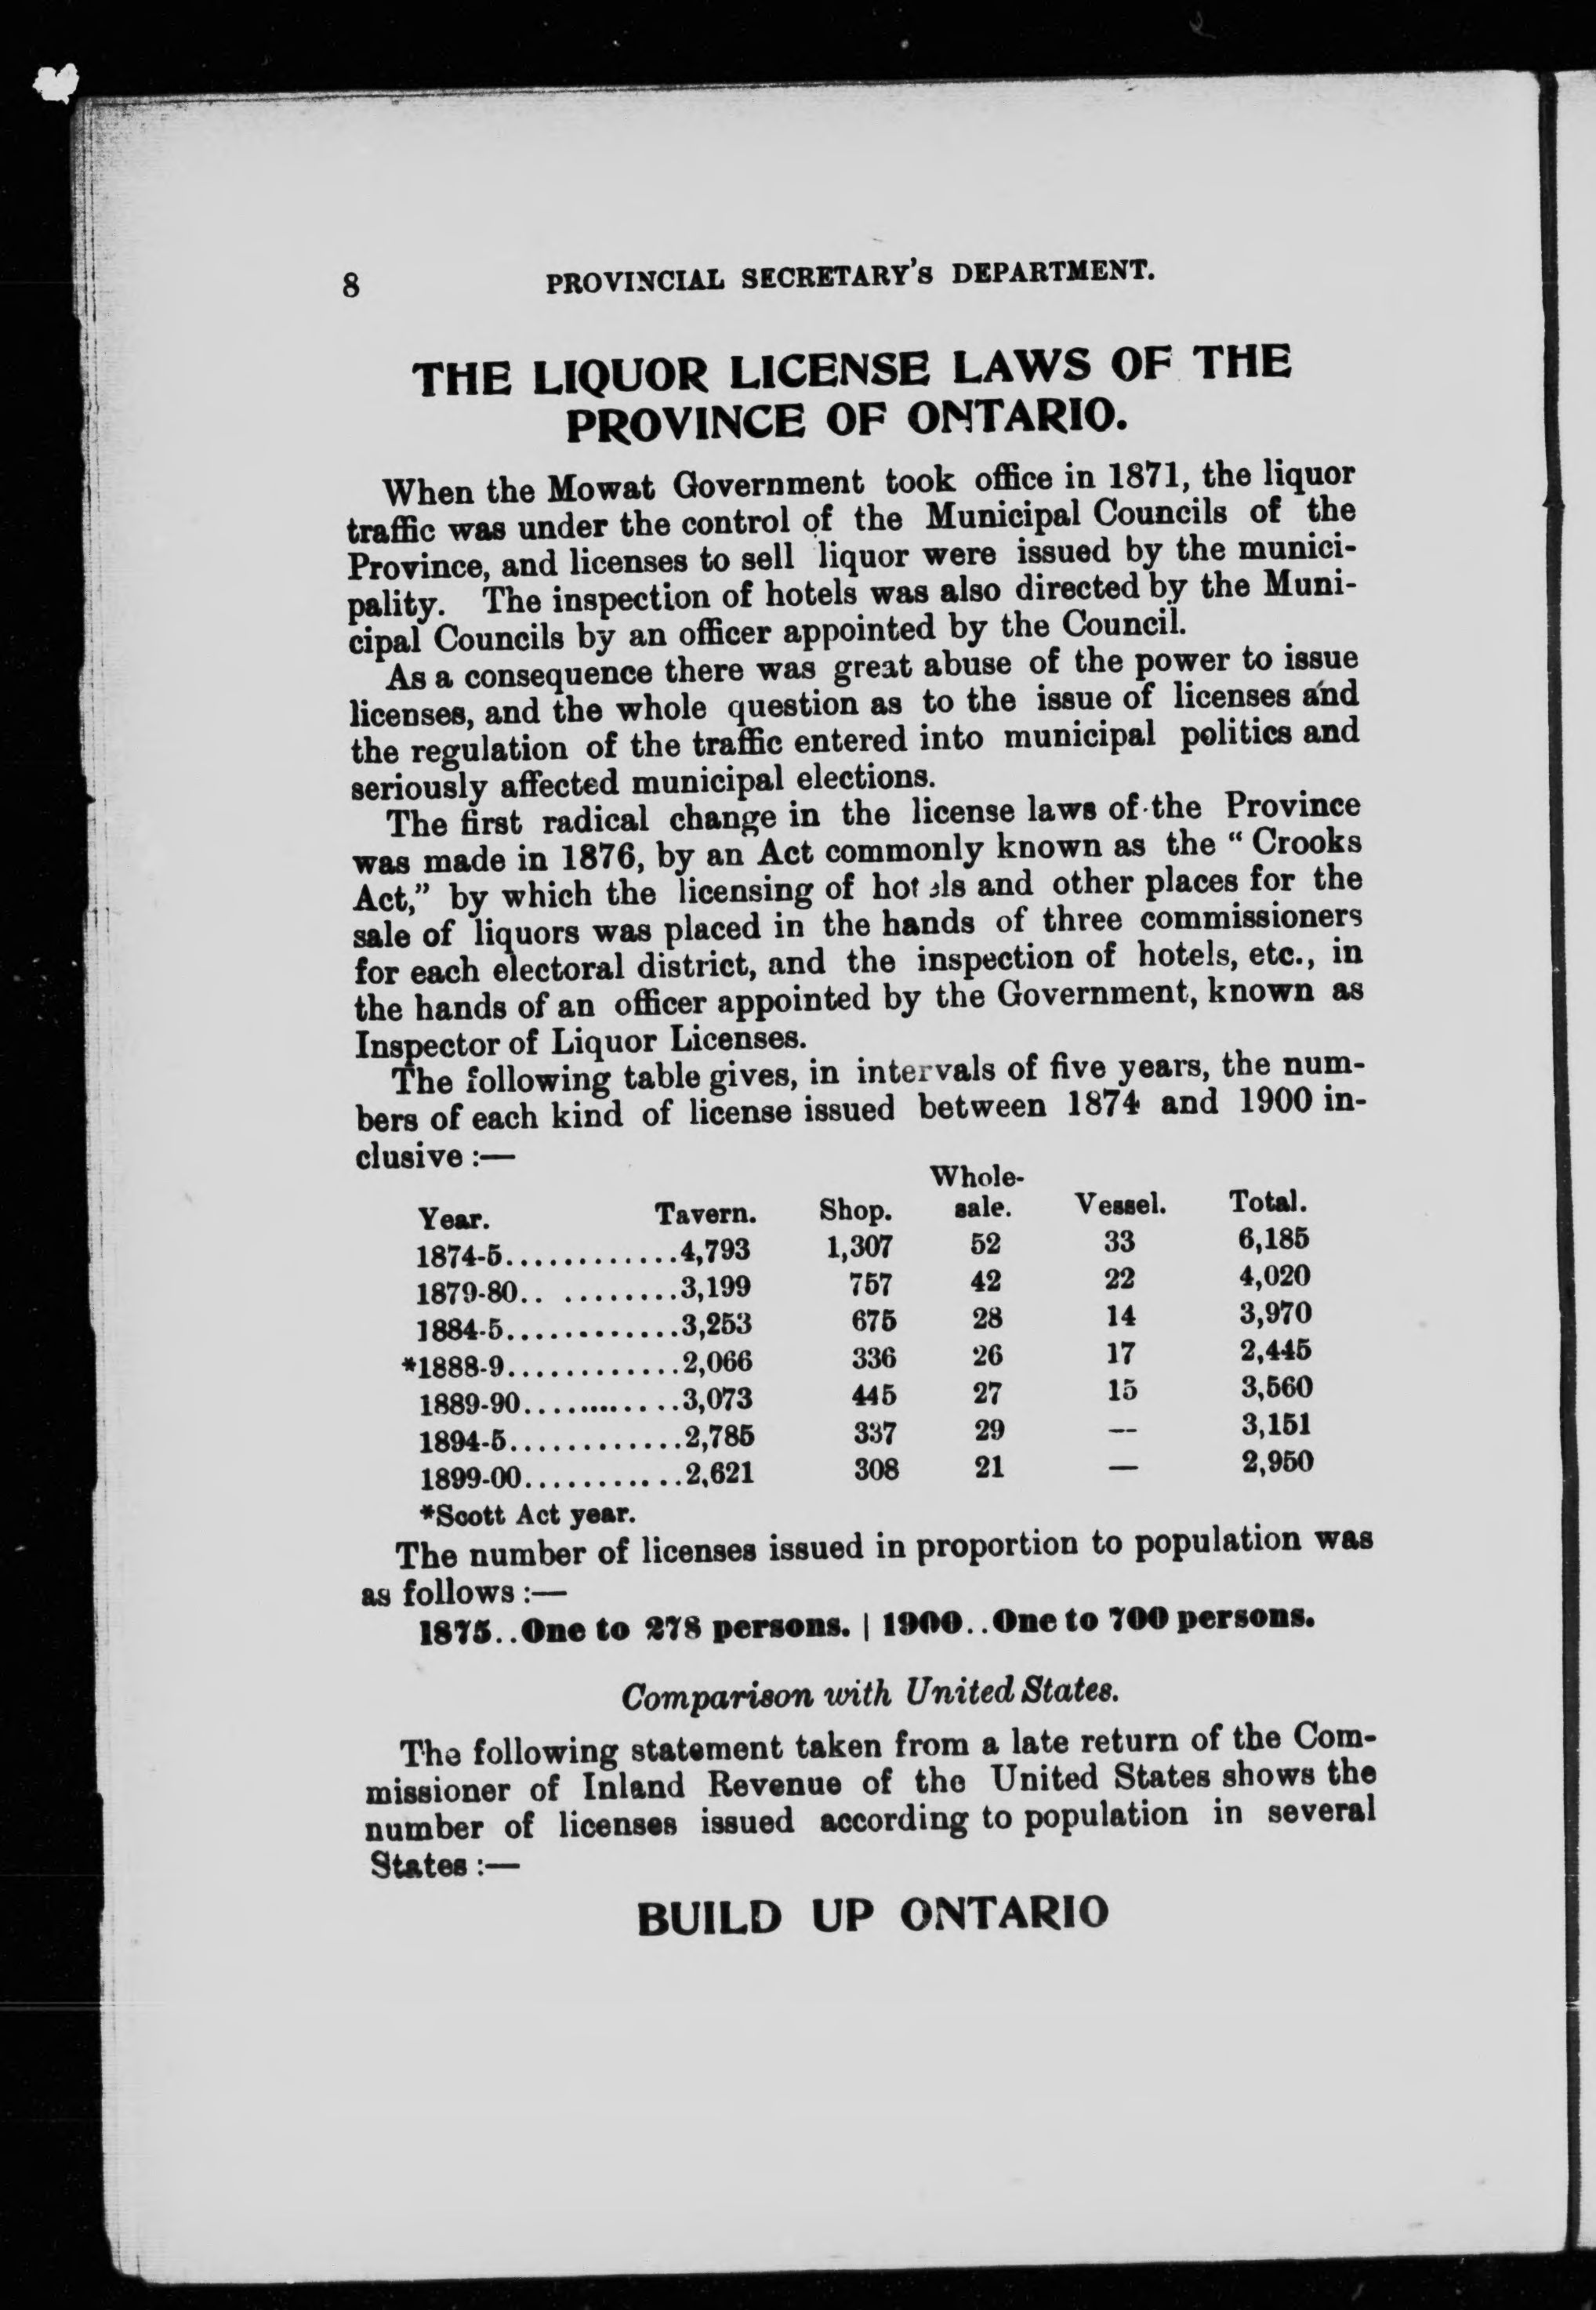 8 PROVINCIAL SECRETARY'S DEPARTMENT.
THE LIQUOR LICENSE LAWS OF THE
PROVINCE OF ONTARIO.
When the Mowat Government took office in 1871, the liquor
traffic was under the control of the Municipal Councils of the
Province, and licenses to sell liquor were issued by the munici-
pality. The inspection of hotels was also directed by the Muni-
cipal Councils by an officer appointed by the Council.
As a consequence there was great abuse of the power to issue
licenses, and the whole question as to the issue of licenses and
the regulation of the traffic entered into municipal politics and
seriously affected municipal elections.
The first radical change in the license laws of the Province
was made in 1876, by an Act commonly known as the “ Crooks
Act,” by which the licensing of hotels and other places for the
sale of liquors was placed in the hands of three commissioners
for each electoral district, and the inspection of hotels, etc., in
the hands of an officer appointed by the Government, known as
Inspector of Liquor Licenses.
The following table gives, in intervals of five years, the num-
bers of each kind of license issued between 1874 and 1900 in-
clusive :—
Whole-
Year. Tavern. Shop. sale. Vessel. Total.
1874-5............4,793 1,307 52 33 6,185
1879-80.. ........3,199 757 42 22 4,020
1884-5............3,253 675 28 14 3,970
*1888-9............2,066 336 26 17 2,445
1889-90...........3,073 445 27 15 3,560
1894-5............2,785 337 29 — 3,151
1899-00...........2,621 308 21 — 2,950
*Scott Act year.
The number of licenses issued in proportion to population was
as follows :—
1875..One to 278 persons. | 1900..One to 700 persons.
Comparison with United States.
The following statement taken from a late return of the Com-
missioner of Inland Revenue of the United States shows the
number of licenses issued according to population in several
States :—
BUILD UP ONTARIO